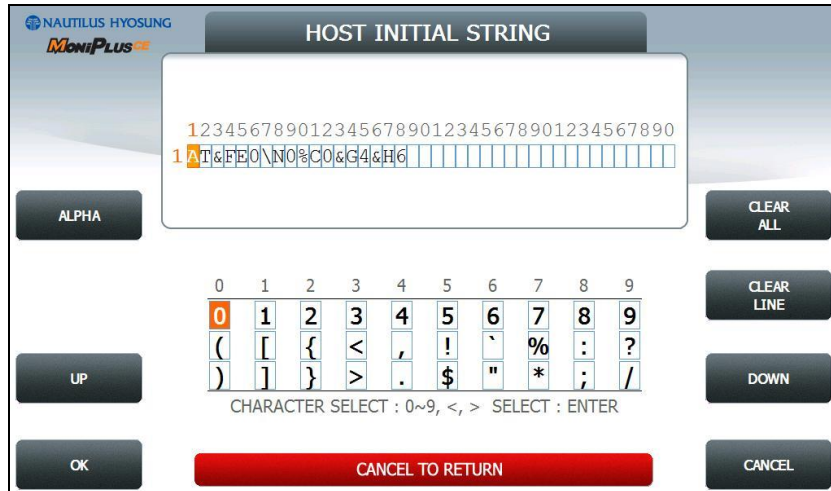 NAUTILUS HYOSUNG
MoniPlusCE
HOST INITIAL STRING
1234567890123456789012345678901234567890
1 AT&FE0\N0%C0&G4&H6
ALPHA
CLEAR
ALL
0 1 2 3 4 5 6 7 8 9
0 1 2 3 4 5 6 7 8 9
( [ { < , ! ` % : ?
) ] } > . $ " * ; /
CLEAR
LINE
UP
DOWN
CHARACTER SELECT : 0~9, <, > SELECT : ENTER
OK
CANCEL TO RETURN
CANCEL